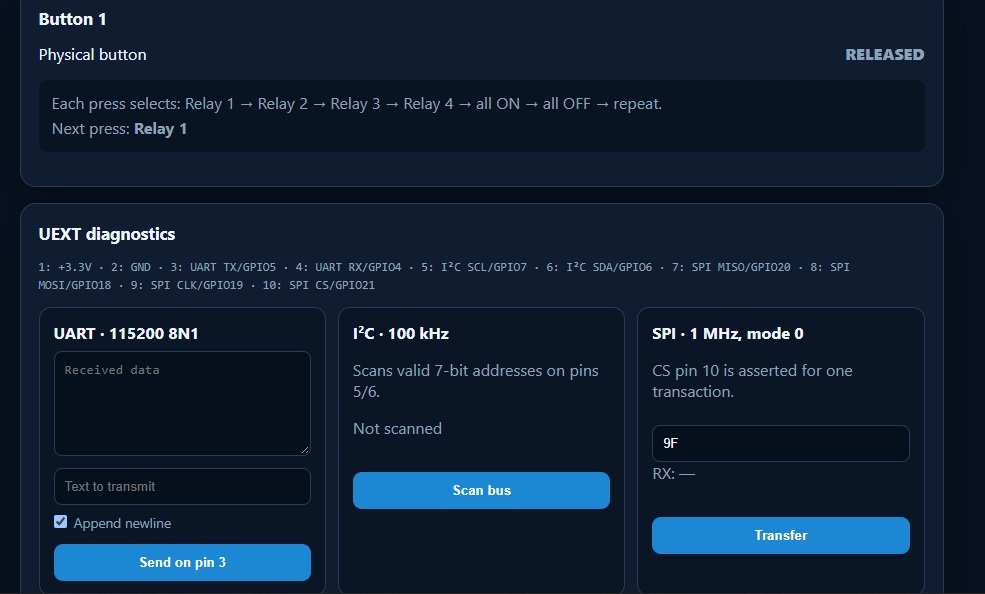 Button 1
Physical button RELEASED
Each press selects: Relay 1 → Relay 2 → Relay 3 → Relay 4 → all ON → all OFF → repeat.
Next press: Relay 1
UEXT diagnostics
1: +3.3V · 2: GND · 3: UART TX/GPIO5 · 4: UART RX/GPIO4 · 5: I²C SCL/GPIO7 · 6: I²C SDA/GPIO6 · 7: SPI MISO/GPIO20 · 8: SPI
MOSI/GPIO18 · 9: SPI CLK/GPIO19 · 10: SPI CS/GPIO21
UART · 115200 8N1
Received data
Text to transmit
Append newline
Send on pin 3
I²C · 100 kHz
Scans valid 7-bit addresses on pins
5/6.
Not scanned
Scan bus
SPI · 1 MHz, mode 0
CS pin 10 is asserted for one
transaction.
9F
RX: —
Transfer